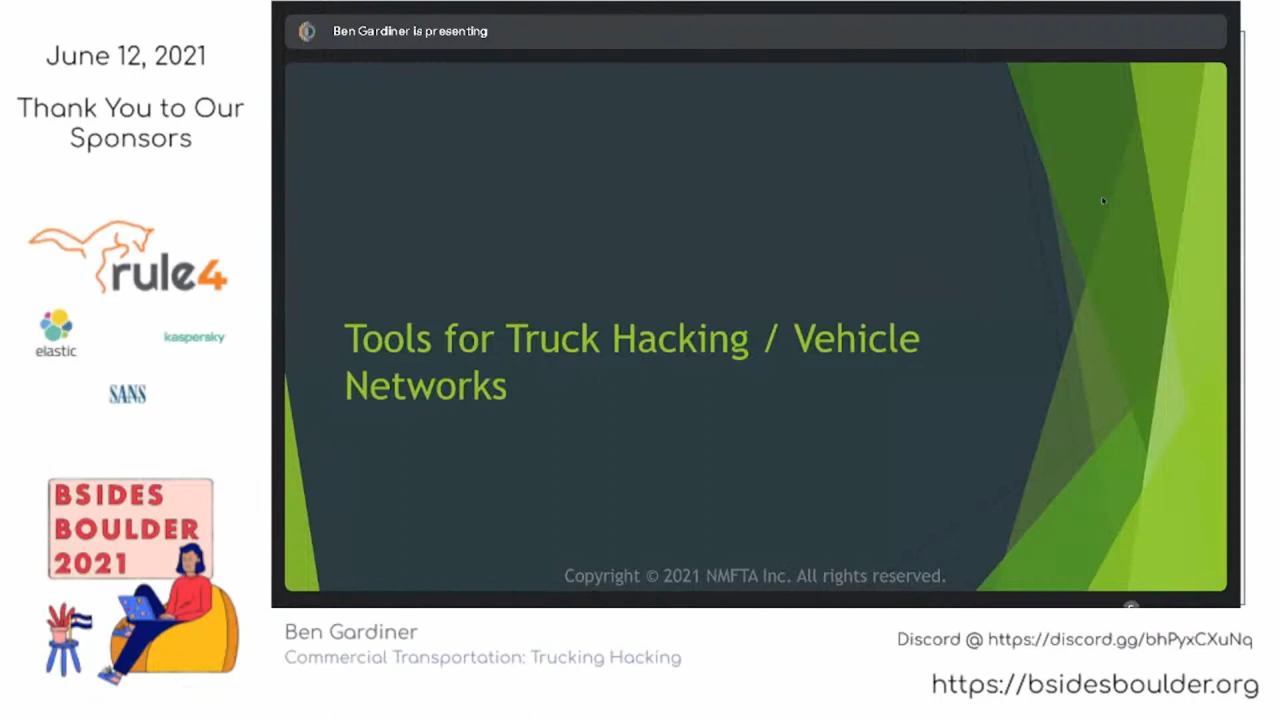 June 12, 2021
Thank You to Our
Sponsors
rule4
elastic
kaspersky
SANS
BSIDES
BOULDER
2021
Ben Gardiner is presenting
Tools for Truck Hacking / Vehicle
Networks
Copyright © 2021 NMFTA Inc. All rights reserved.
Ben Gardiner
Commercial Transportation: Trucking Hacking
Discord @ https://discord.gg/bhPyxCXuNq
https://bsidesboulder.org